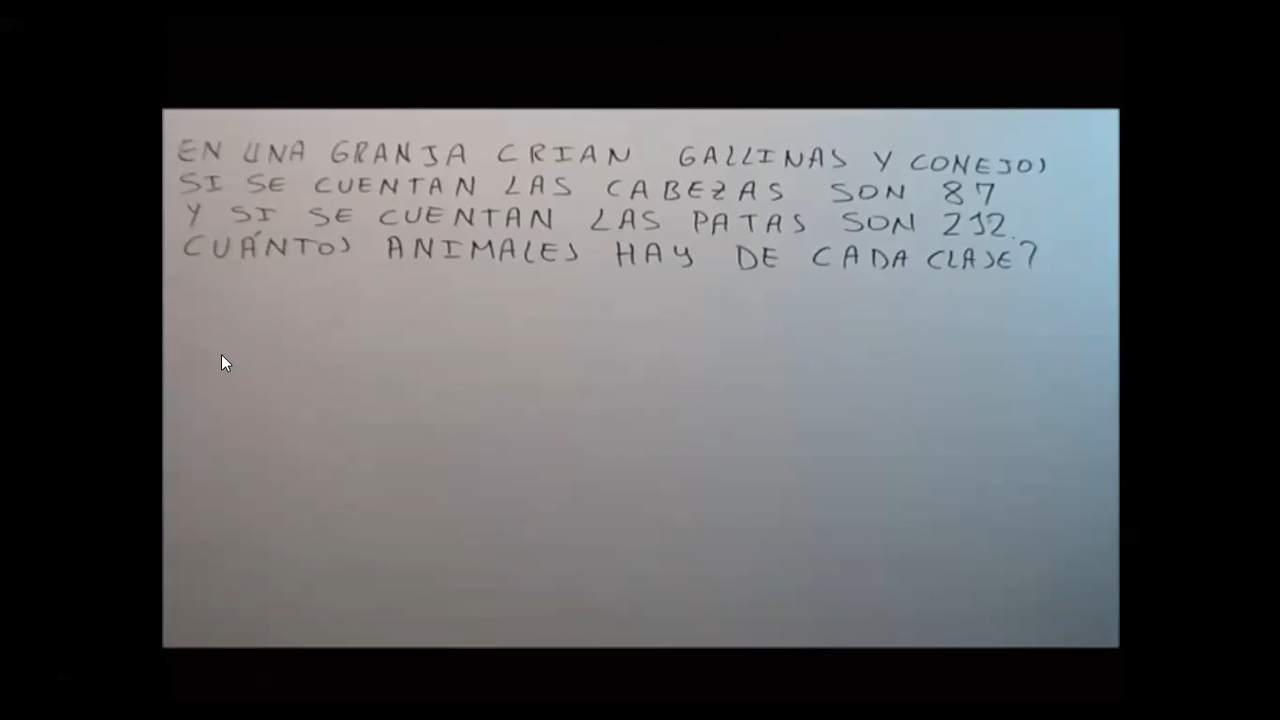 EN UNA GRANJA CRIAN GALLINAS Y CONEJOS
SI SE CUENTAN LAS CABEZAS SON 87
Y SI SE CUENTAN LAS PATAS SON 212.
CUÁNTOS ANIMALES HAY DE CADA CLASE?